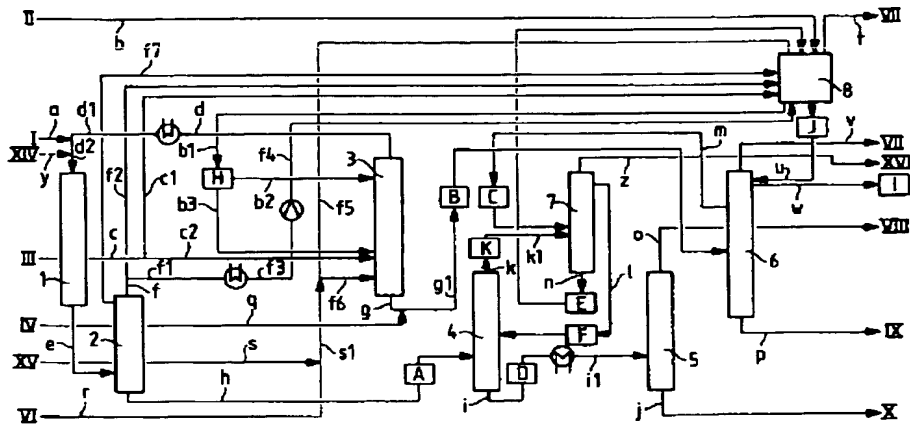 II b f7 VII t
8
a d1 W d m J v VII
I
XIV d2 b1 f4 3 z XVI
y f2 H b2 f5 B C 7 u I
c1 b3 w
K k1 l o VIII
III c c2 6
1 f1 W f3 f6 k n
f g g1 E
IV q 4 F p IX
2 5
e XV s s1 A D i1
h i j X
VI r